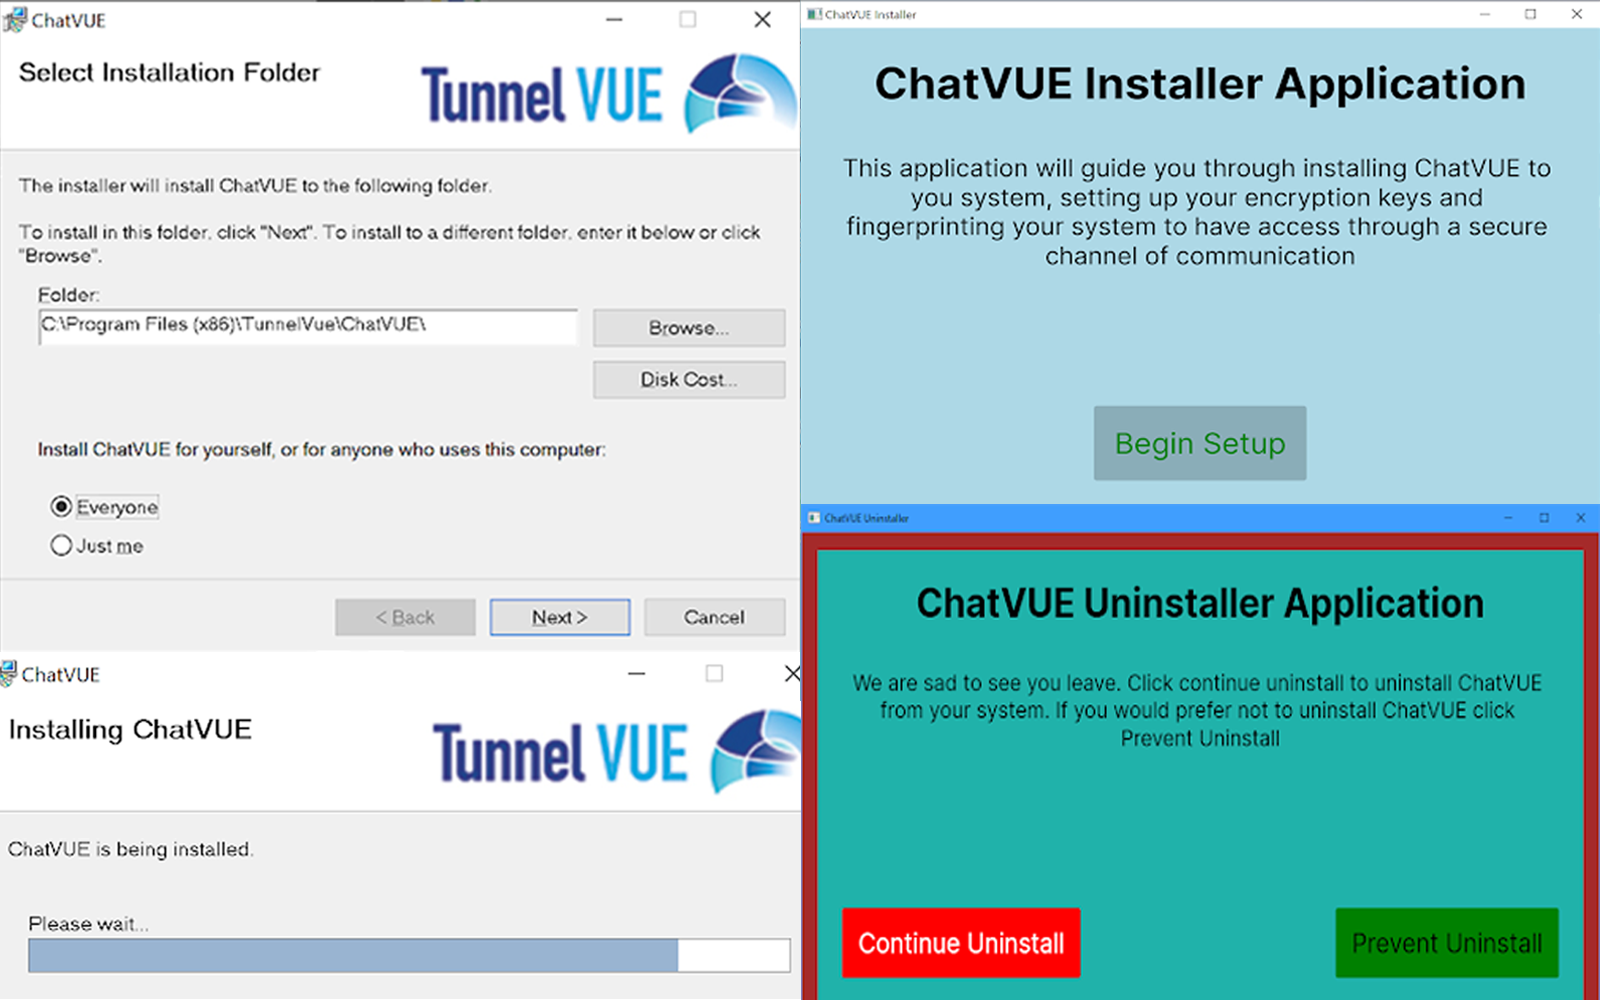 ChatVUE
Select Installation Folder
Tunnel VUE
The installer will install ChatVUE to the following folder.
To install in this folder, click "Next". To install to a different folder, enter it below or click
"Browse".
Folder:
C:\Program Files (x86)\TunnelVue\ChatVUE\
Browse...
Disk Cost...
Install ChatVUE for yourself, or for anyone who uses this computer:
Everyone
Just me
< Back
Next >
Cancel
ChatVUE
Installing ChatVUE
Tunnel VUE
ChatVUE is being installed.
Please wait...
ChatVUE Installer
ChatVUE Installer Application
This application will guide you through installing ChatVUE to
you system, setting up your encryption keys and
fingerprinting your system to have access through a secure
channel of communication
Begin Setup
ChatVUE Uninstaller
ChatVUE Uninstaller Application
We are sad to see you leave. Click continue uninstall to uninstall ChatVUE
from your system. If you would prefer not to uninstall ChatVUE click
Prevent Uninstall
Continue Uninstall
Prevent Uninstall